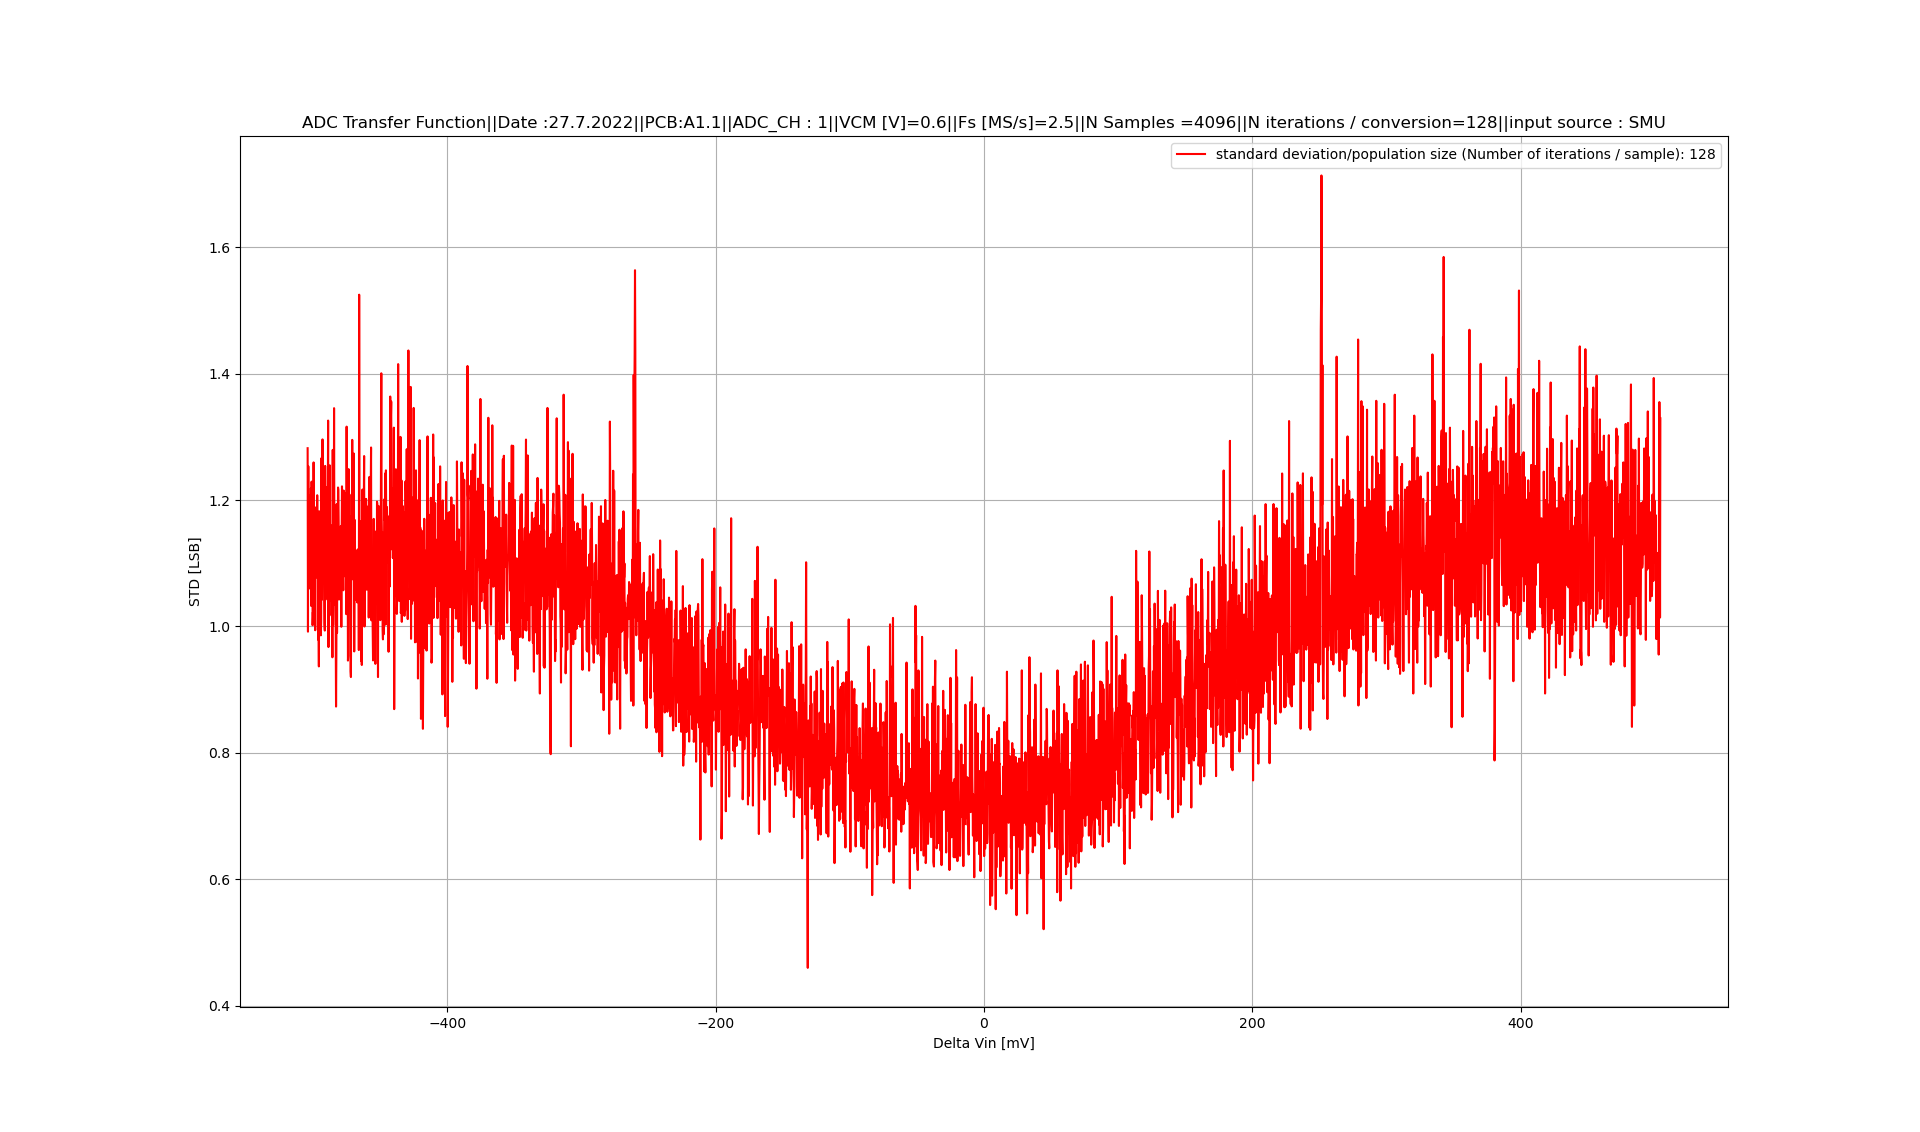 ADC Transfer Function||Date :27.7.2022||PCB:A1.1||ADC_CH : 1||VCM [V]=0.6||Fs [MS/s]=2.5||N Samples =4096||N iterations / conversion=128||input source : SMU
standard deviation/population size (Number of iterations / sample): 128
1.6
1.4
1.2
1.0
0.8
0.6
0.4
STD [LSB]
−400 −200 0 200 400
Delta Vin [mV]